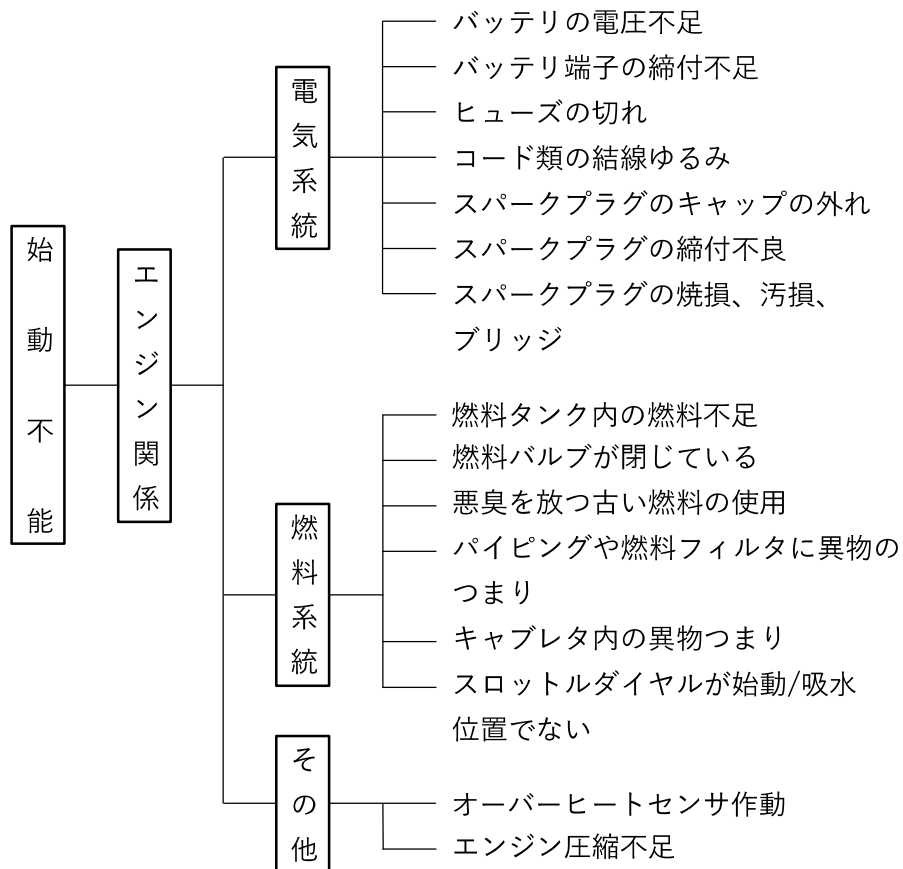 始動不能
エンジン関係
電気系統
バッテリの電圧不足
バッテリ端子の締付不足
ヒューズの切れ
コード類の結線ゆるみ
スパークプラグのキャップの外れ
スパークプラグの締付不良
スパークプラグの焼損、汚損、
ブリッジ
燃料系統
燃料タンク内の燃料不足
燃料バルブが閉じている
悪臭を放つ古い燃料の使用
パイピングや燃料フィルタに異物の
つまり
キャブレタ内の異物つまり
スロットルダイヤルが始動/吸水
位置でない
その他
オーバーヒートセンサ作動
エンジン圧縮不足